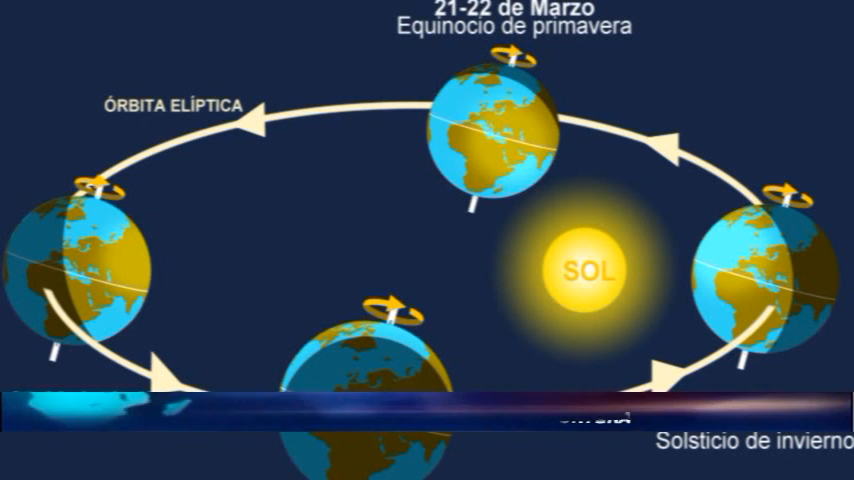 21-22 de Marzo
Equinocio de primavera
ÓRBITA ELÍPTICA
SOL
Solsticio de invierno